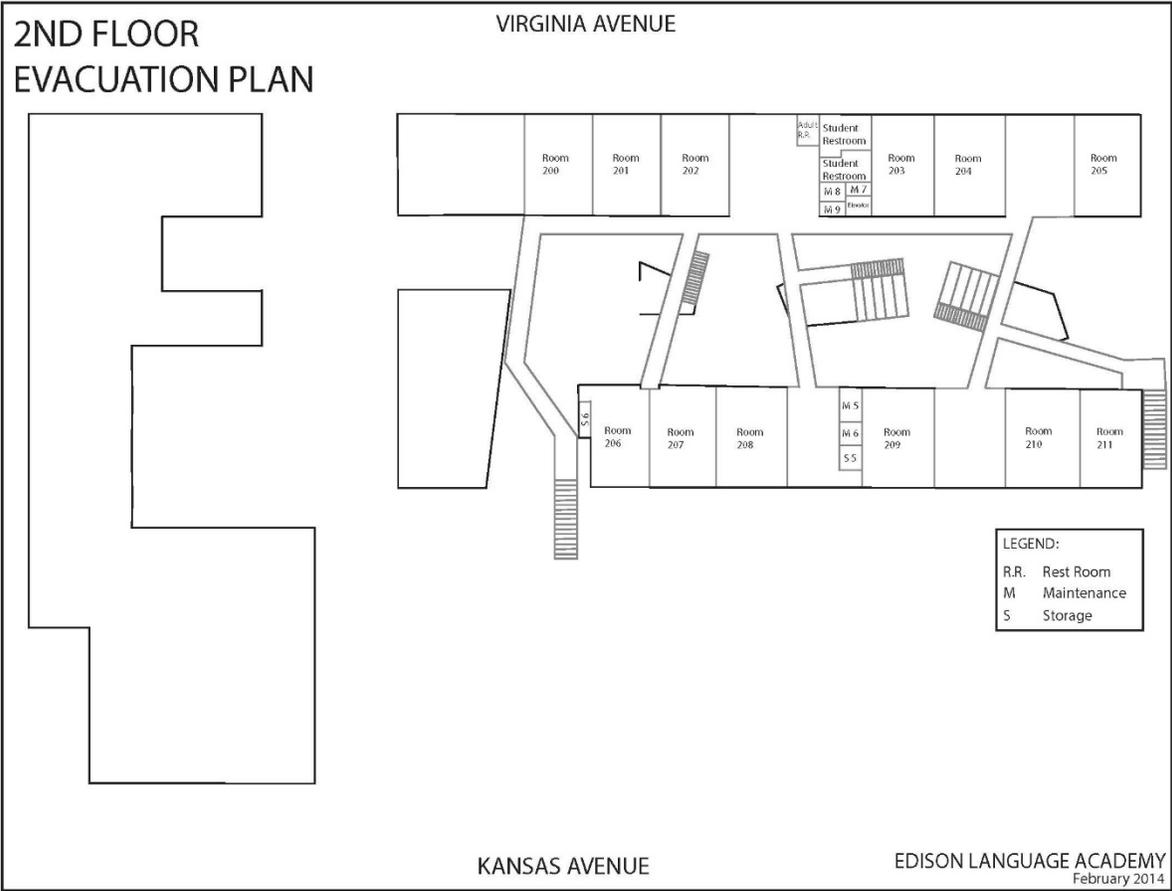 2ND FLOOR
EVACUATION PLAN
VIRGINIA AVENUE
Room
200
Room
201
Room
202
Adult
R.R.
Student
Restroom
Student
Restroom
M 8
M 7
M 9
Elevator
Room
203
Room
204
Room
205
S 6
Room
206
Room
207
Room
208
M 5
M 6
S 5
Room
209
Room
210
Room
211
LEGEND:
R.R. Rest Room
M Maintenance
S Storage
KANSAS AVENUE
EDISON LANGUAGE ACADEMY
February 2014